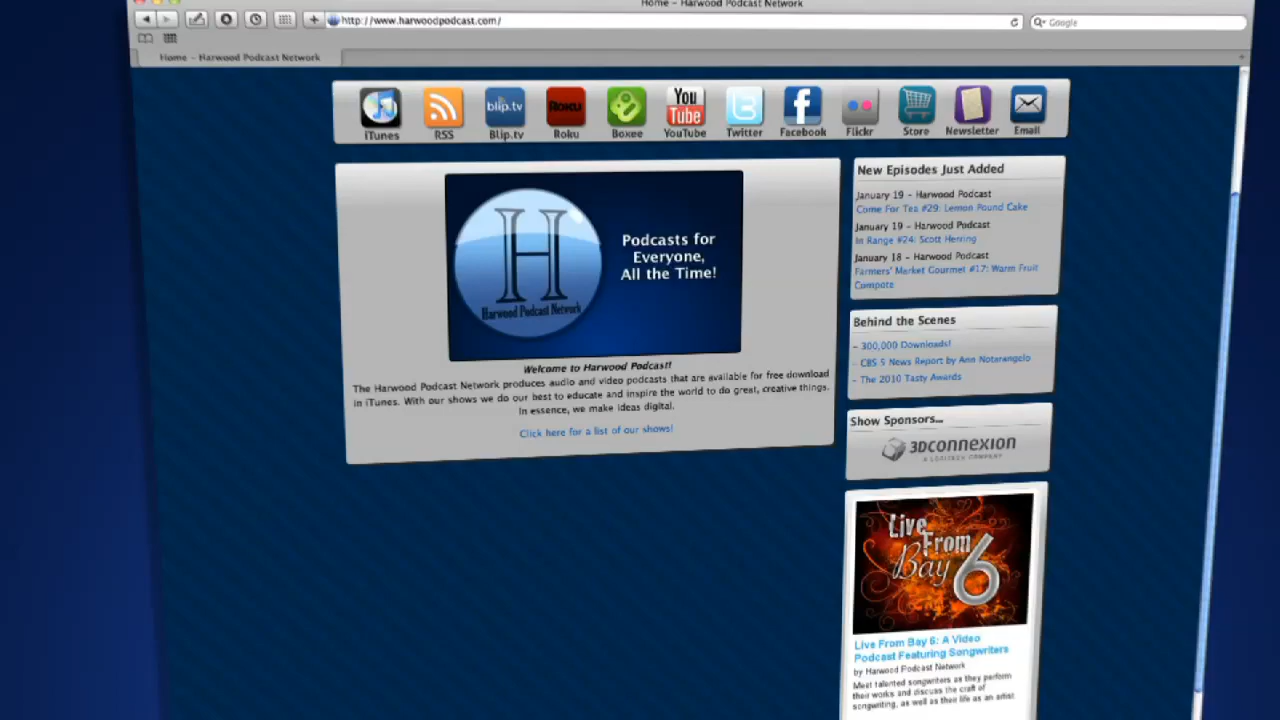 Home – Harwood Podcast Network
http://www.harwoodpodcast.com/
Google
Home – Harwood Podcast Network
iTunes
RSS
blip.tv
Blip.tv
ROKU
Roku
Boxee
You
Tube
YouTube
Twitter
Facebook
Flickr
Store
Newsletter
Email
H
Harwood Podcast Network
Podcasts for
Everyone,
All the Time!
Welcome to Harwood Podcast!
The Harwood Podcast Network produces audio and video podcasts that are available for free download
in iTunes. With our shows we do our best to educate and inspire the world to do great, creative things.
In essence, we make ideas digital.
Click here for a list of our shows!
New Episodes Just Added
January 19 – Harwood Podcast
Come For Tea #29: Lemon Pound Cake
January 19 – Harwood Podcast
In Range #24: Scott Herring
January 18 – Harwood Podcast
Farmers' Market Gourmet #17: Warm Fruit
Compote
Behind the Scenes
– 300,000 Downloads!
– CBS 5 News Report by Ann Notarangelo
– The 2010 Tasty Awards
Show Sponsors...
3DCONNEXION
A LOGITECH COMPANY
Live
From
Bay 6
Live From Bay 6: A Video
Podcast Featuring Songwriters
by Harwood Podcast Network
Meet talented songwriters as they perform
their works and discuss the craft of
songwriting, as well as their life as an artist.